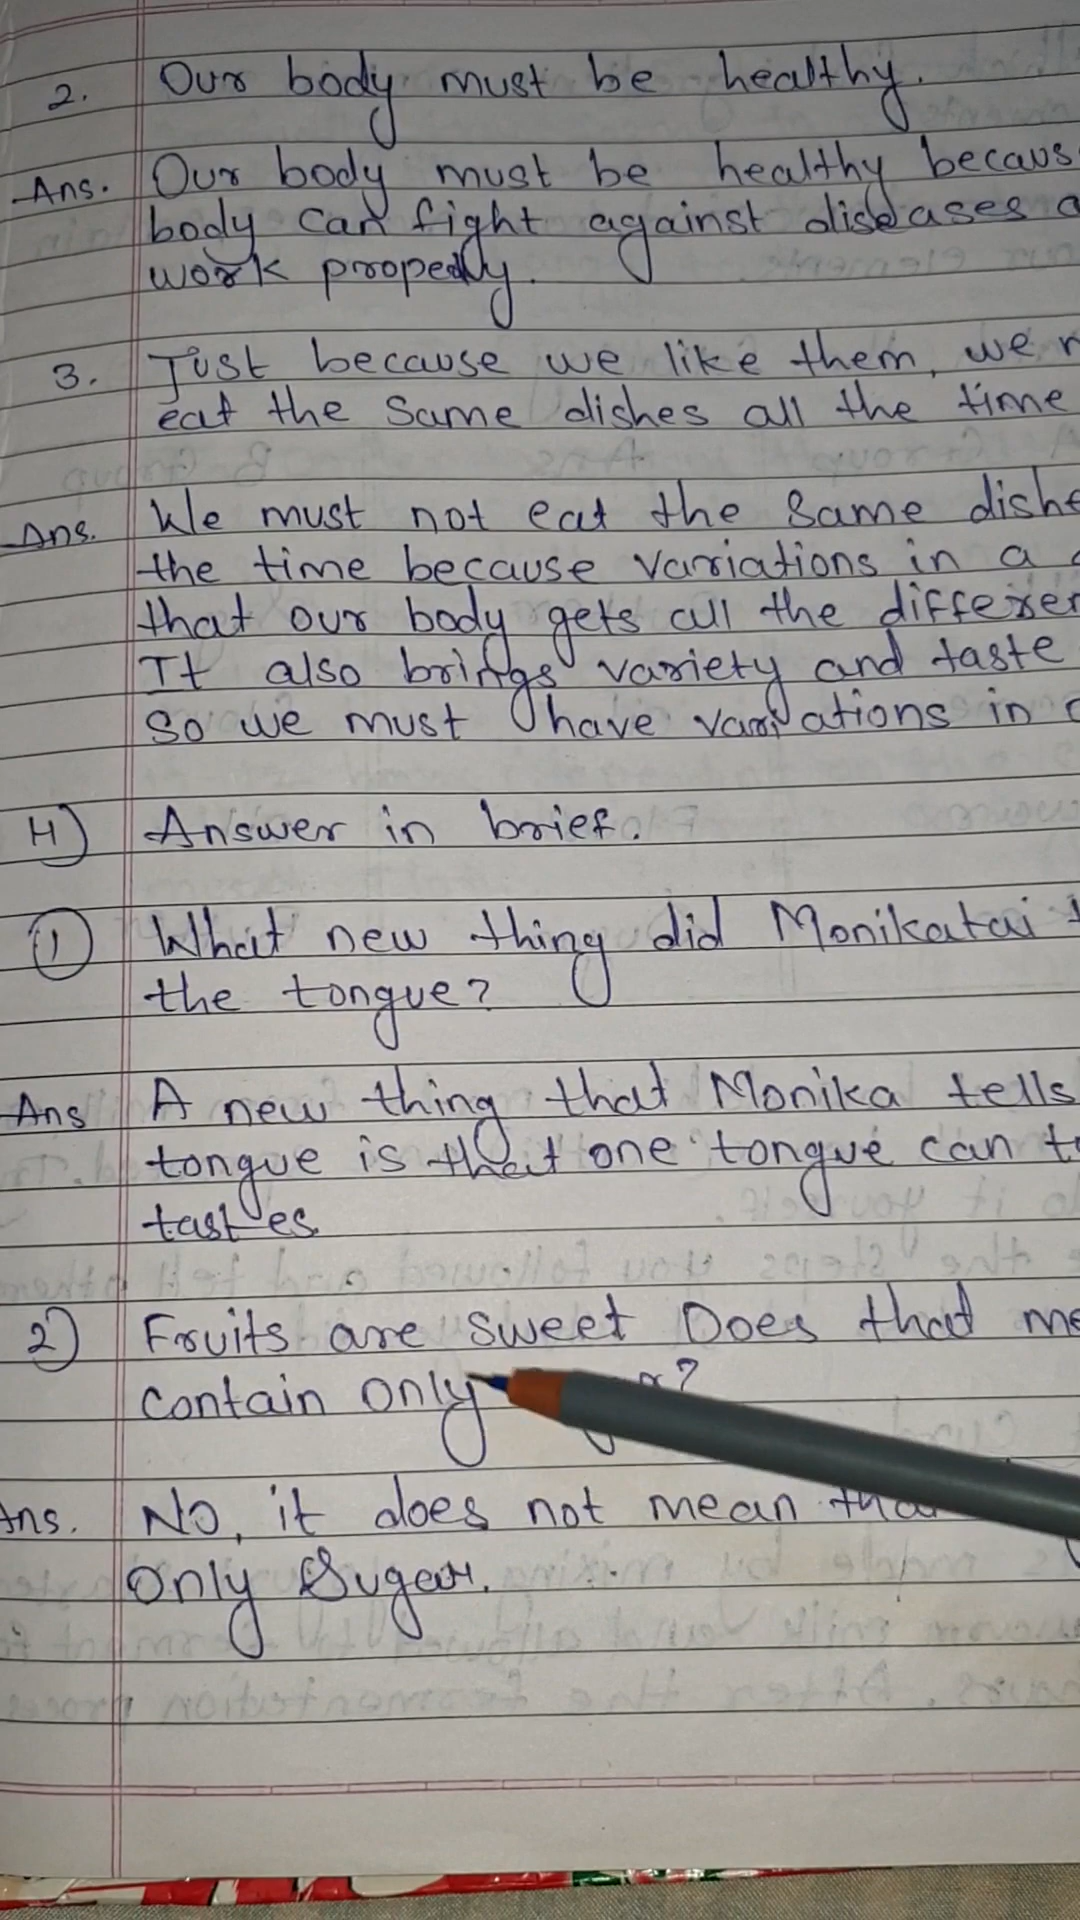 2. Our body must be healthy.
Ans. Our body must be healthy becaus
body can fight against diseases a
work properly.
3. Just because we like them, we
eat the same dishes all the time
Ans. We must not eat the same dishe
the time because variations in a
that our body gets all the differen
It also brings variety and taste
So we must have variations in
H) Answer in brief.
1) What new thing did Monikatai
the tongue?
Ans A new thing that Monika tells
tongue is that one tongue can
tastes.
2) Fruits are sweet Does that me
contain only
Ans. No, it does not mean
only Sugar.